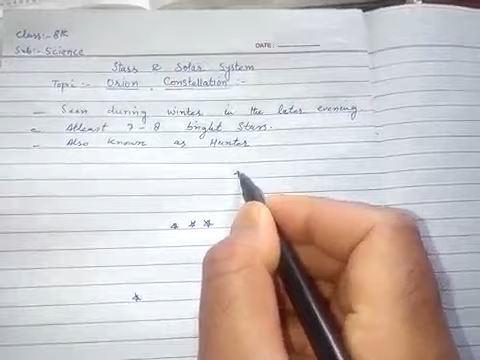 Class:- 8K
Sub:- Science
DATE:
Stars & Solar System
Topic:- Orion Constellation:-
- Seen during winter in the later evening
- Atleast 7-8 bright Stars.
- Also known as Hunter